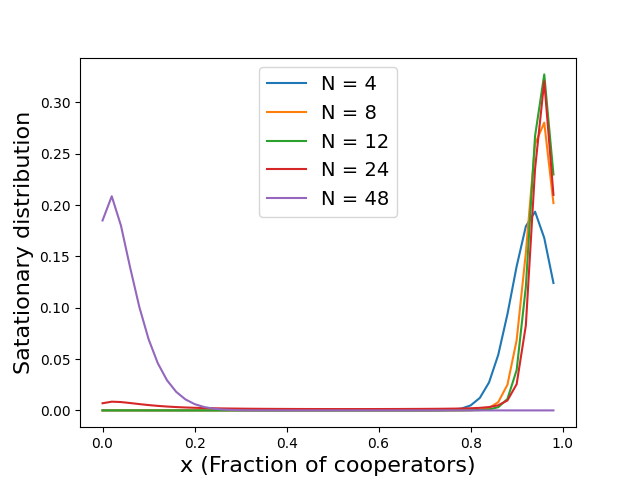 N = 4
N = 8
N = 12
N = 24
N = 48
0.30
0.25
0.20
0.15
0.10
0.05
0.00
Satationary distribution
0.0 0.2 0.4 0.6 0.8 1.0
x (Fraction of cooperators)